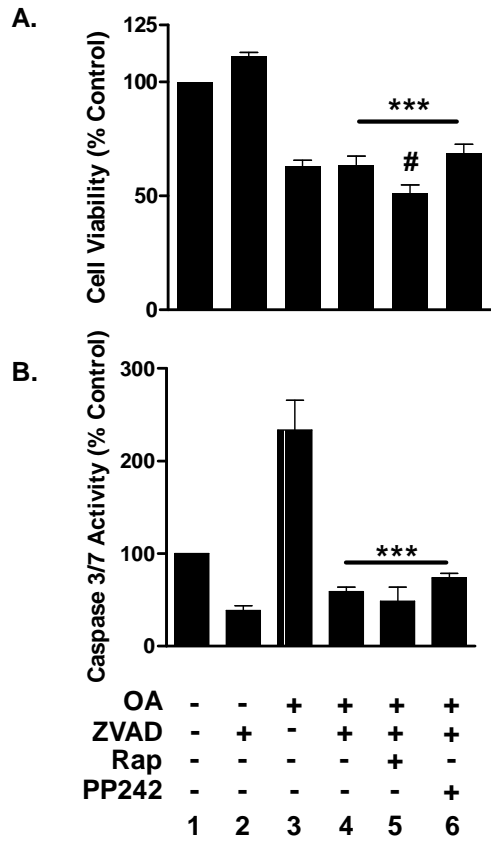 A.
125
100
50
0
Cell Viability (% Control)
***
#
B.
300
200
100
0
Caspase 3/7 Activity (% Control)
***
OA - - + + + +
ZVAD - + - + + +
Rap - - - - + -
PP242 - - - - - +
1 2 3 4 5 6